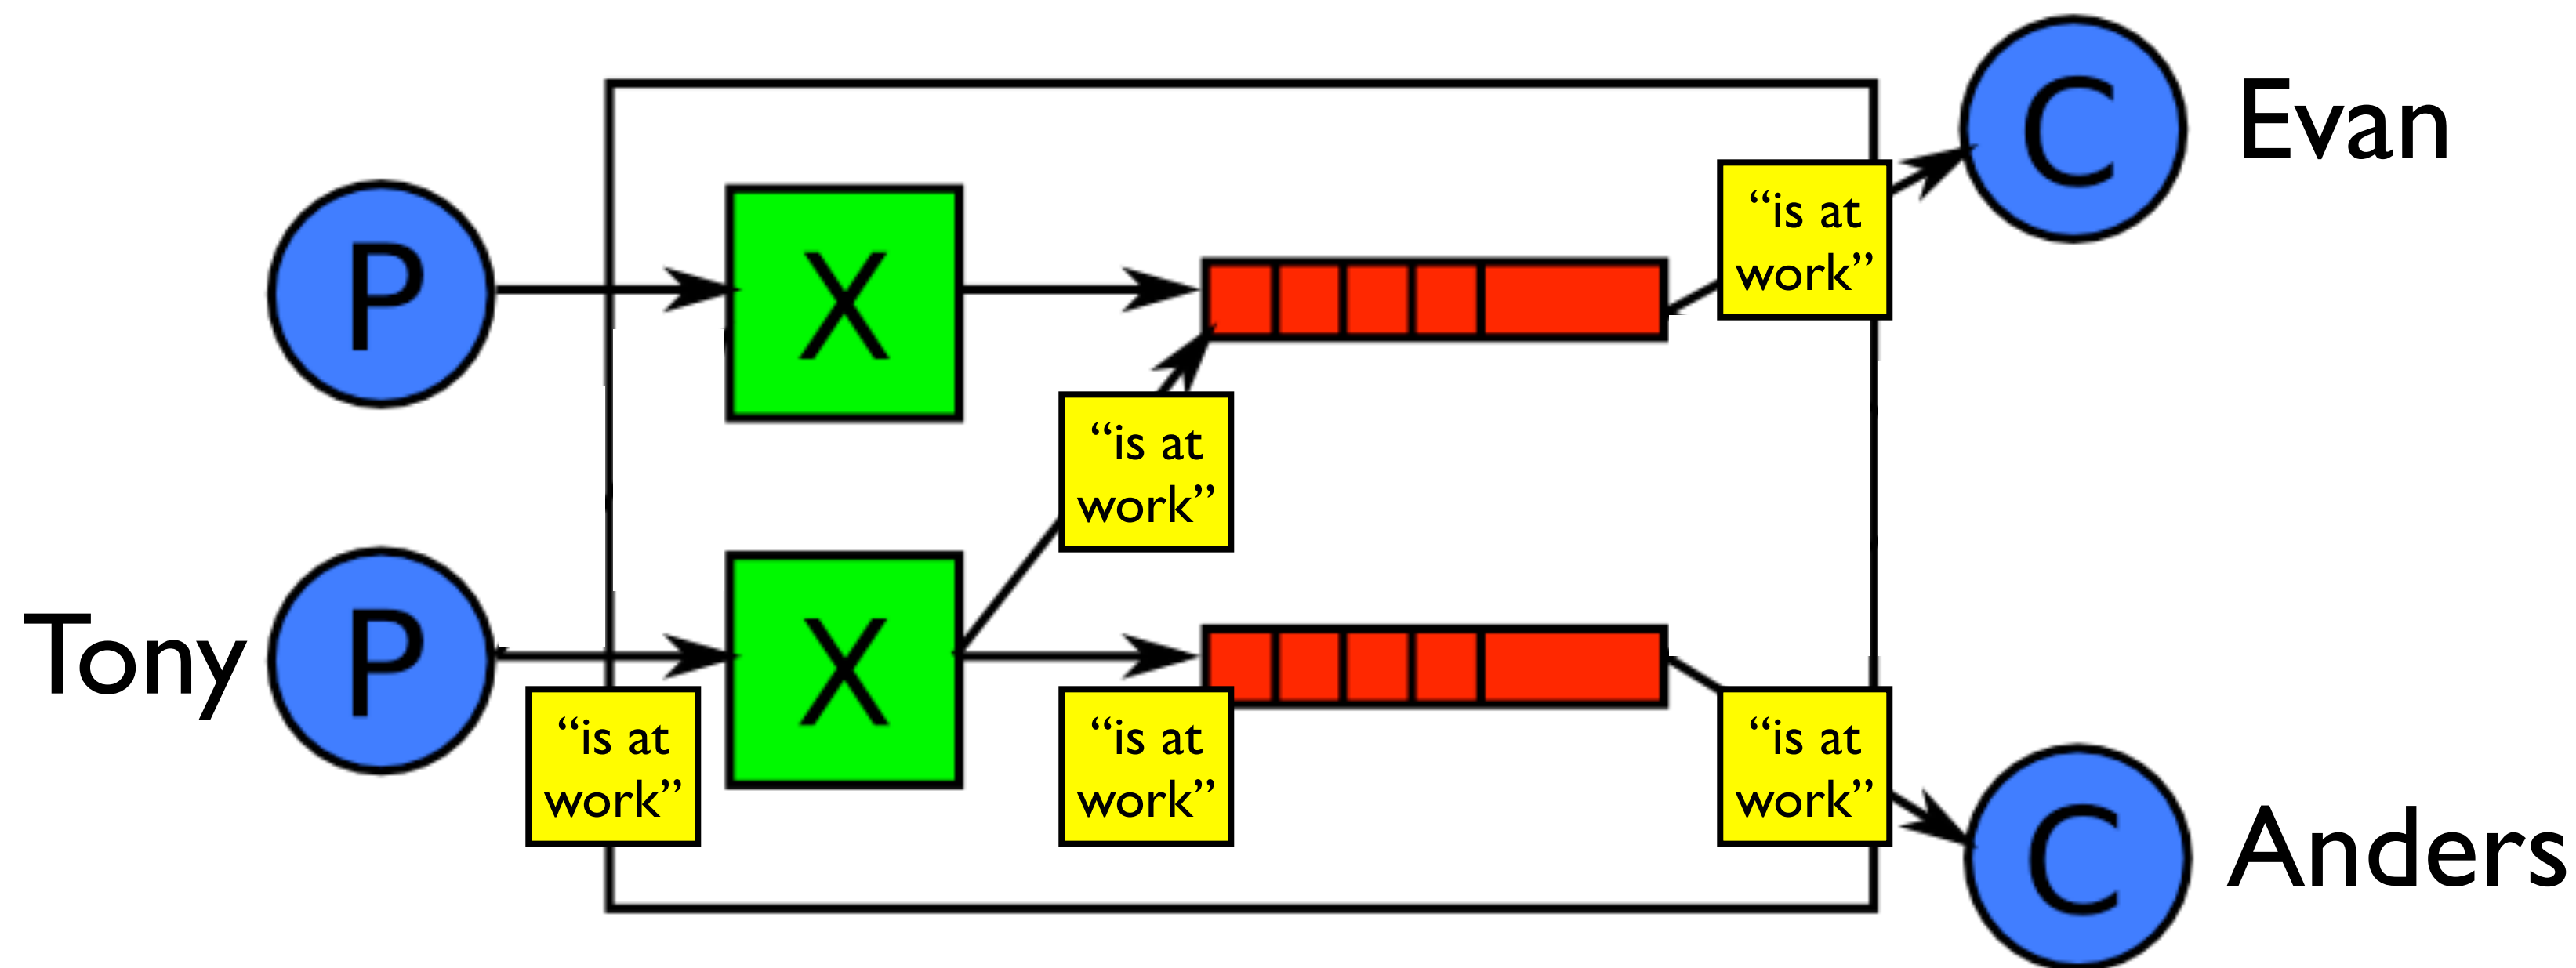 C
Evan
“is at
work”
P
X
“is at
work”
Tony
P
X
“is at
work”
“is at
work”
“is at
work”
C
Anders